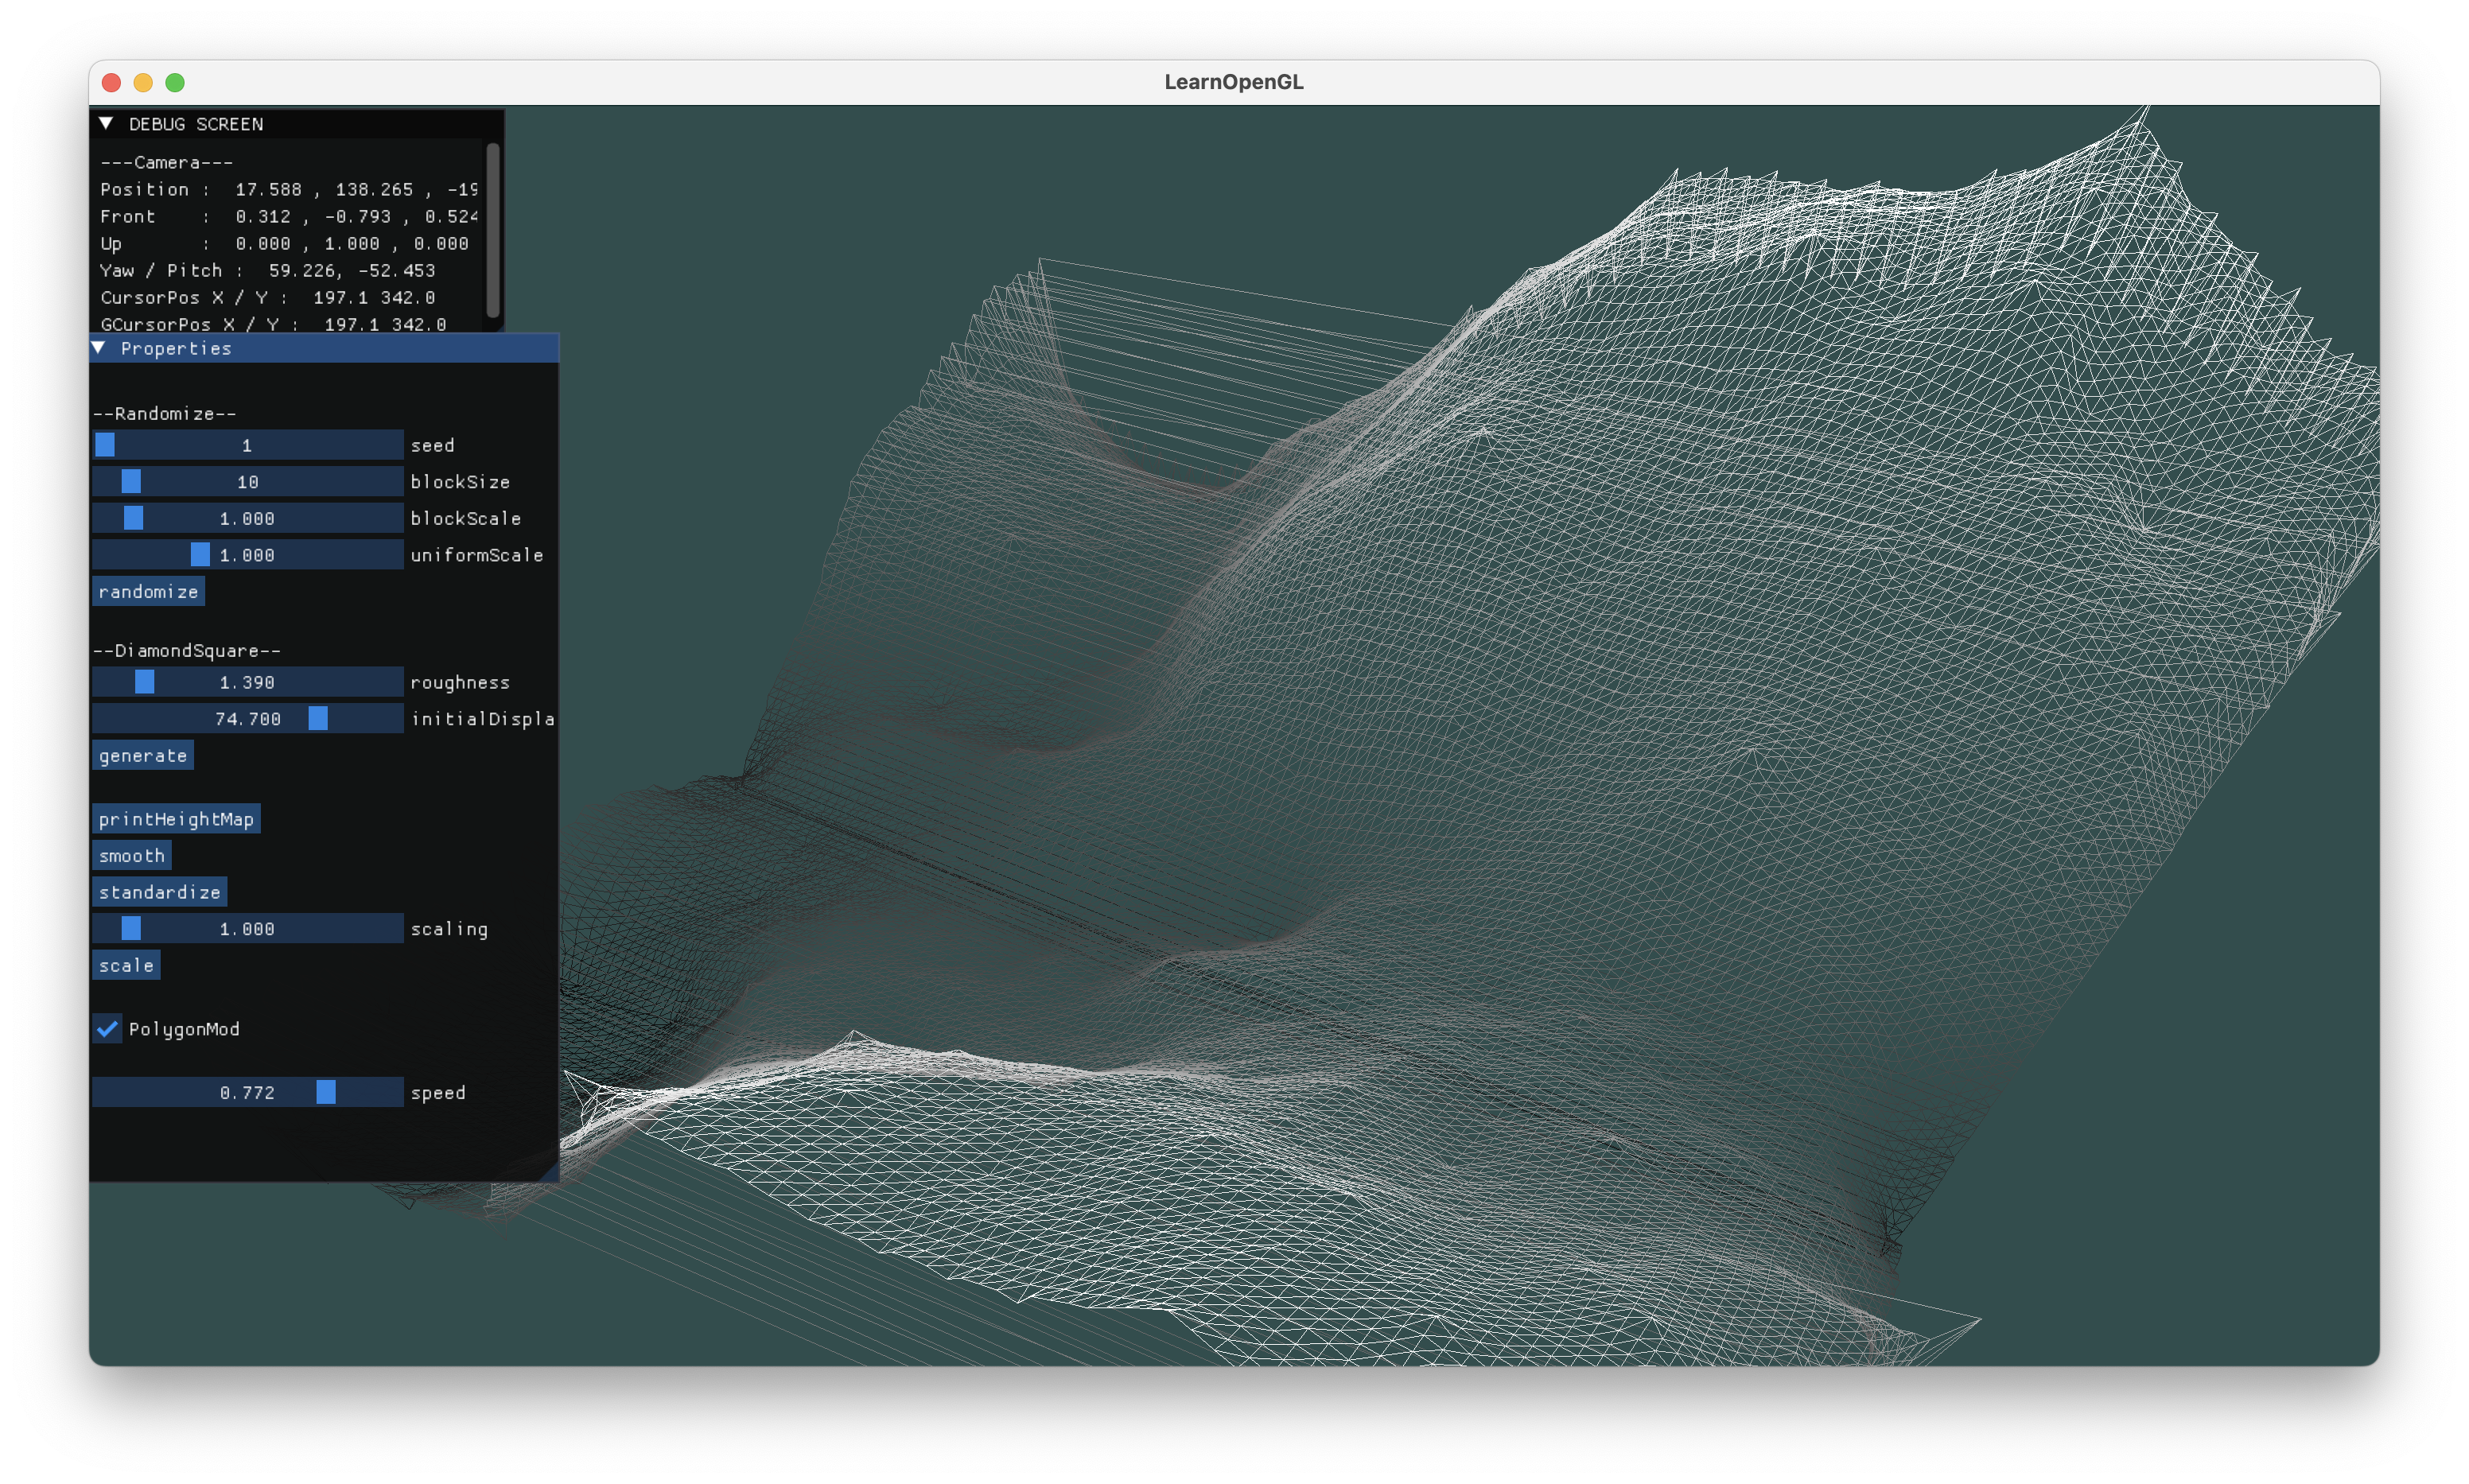 LearnOpenGL
DEBUG SCREEN
---Camera---
Position :  17.588 , 138.265 , -19
Front    :  0.312 , -0.793 , 0.524
Up       :  0.000 , 1.000 , 0.000
Yaw / Pitch :  59.226, -52.453
CursorPos X / Y :  197.1 342.0
GCursorPos X / Y :  197.1 342.0
Properties
--Randomize--
1 seed
10 blockSize
1.000 blockScale
1.000 uniformScale
randomize
--DiamondSquare--
1.390 roughness
74.700 initialDispla
generate
printHeightMap
smooth
standardize
1.000 scaling
scale
PolygonMod
0.772 speed